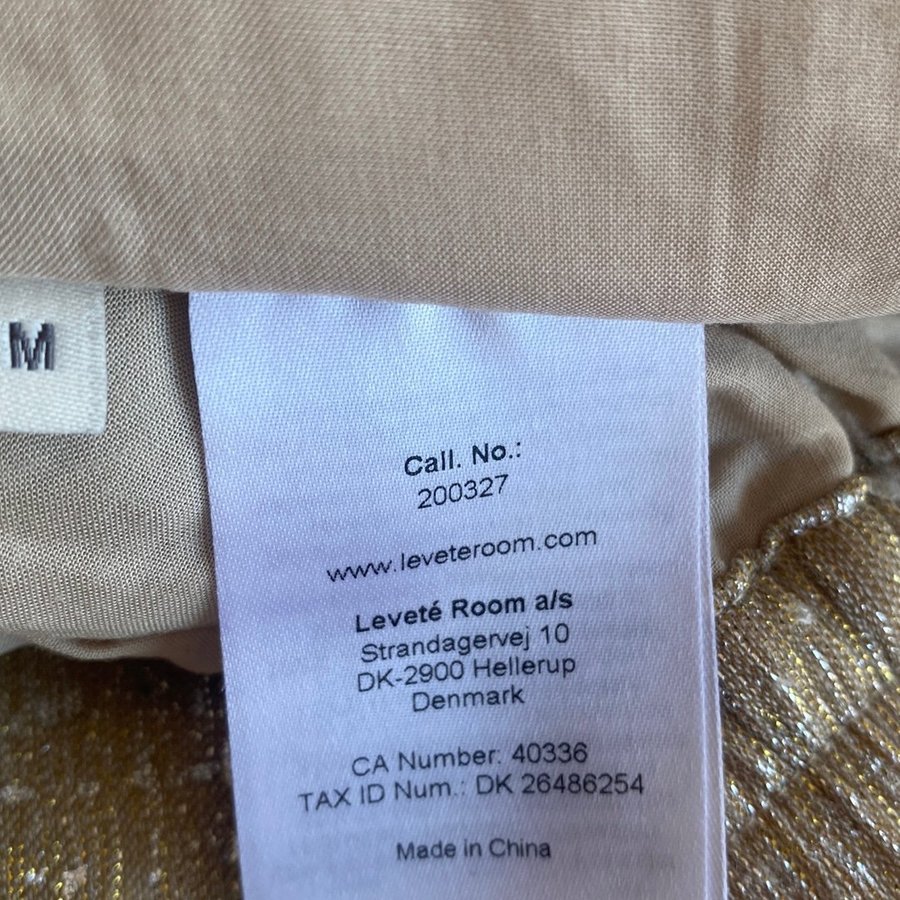 M
Call. No.:
200327
www.leveteroom.com
Leveté Room a/s
Strandagervej 10
DK-2900 Hellerup
Denmark
CA Number: 40336
TAX ID Num.: DK 26486254
Made in China